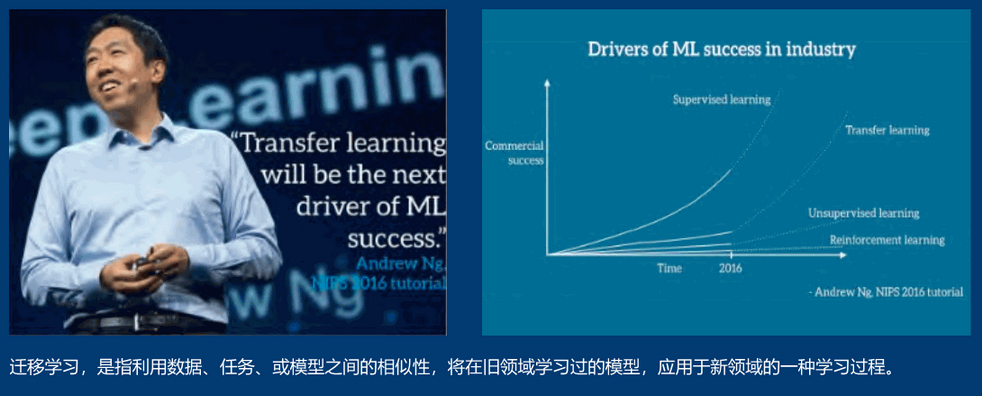 eep Learnin
“Transfer learning
will be the next
driver of ML
success.”
Andrew Ng,
NIPS 2016 tutorial
w Ng
Drivers of ML success in industry
Supervised learning
Transfer learning
Commercial
success
Unsupervised learning
Reinforcement learning
Time
2016
- Andrew Ng, NIPS 2016 tutorial
迁移学习，是指利用数据、任务、或模型之间的相似性，将在旧领域学习过的模型，应用于新领域的一种学习过程。